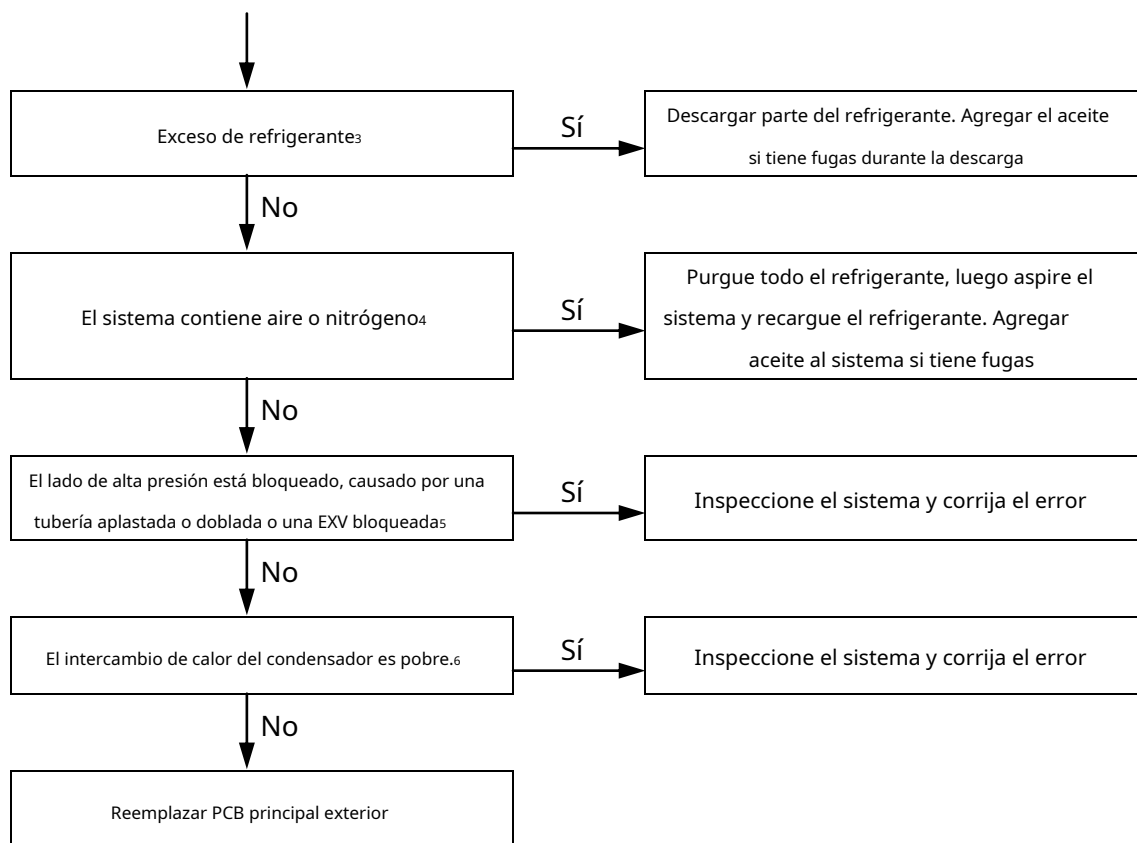 Exceso de refrigerante3
Sí
Descargar parte del refrigerante. Agregar el aceite
si tiene fugas durante la descarga
No
El sistema contiene aire o nitrógeno4
Sí
Purgue todo el refrigerante, luego aspire el
sistema y recargue el refrigerante. Agregar
aceite al sistema si tiene fugas
No
El lado de alta presión está bloqueado, causado por una
tubería aplastada o doblada o una EXV bloqueada5
Sí
Inspeccione el sistema y corrija el error
No
El intercambio de calor del condensador es pobre.6
Sí
Inspeccione el sistema y corrija el error
No
Reemplazar PCB principal exterior